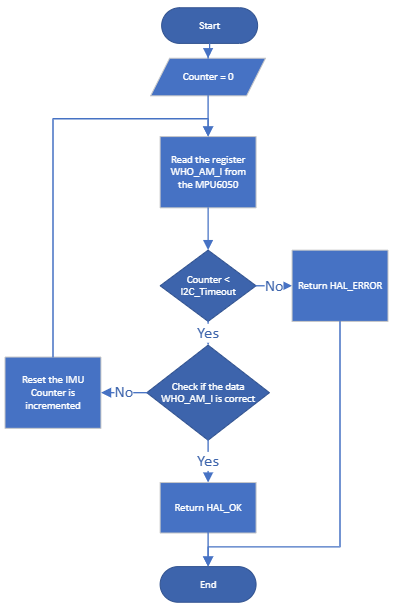 Start
Counter = 0
Read the register
WHO_AM_I from
the MPU6050
Counter <
I2C_Timeout
No
Return HAL_ERROR
Yes
Reset the IMU
Counter is
incremented
No
Check if the data
WHO_AM_I is correct
Yes
Return HAL_OK
End